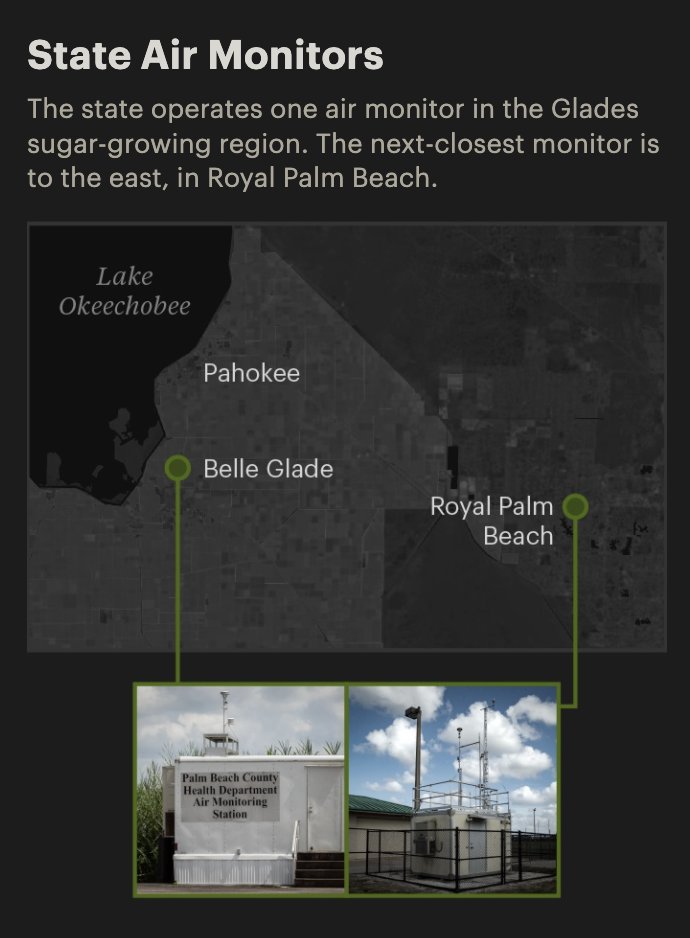 State Air Monitors
The state operates one air monitor in the Glades
sugar-growing region. The next-closest monitor is
to the east, in Royal Palm Beach.
Lake
Okeechobee
Pahokee
Belle Glade
Royal Palm
Beach
Palm Beach County
Health Department
Air Monitoring
Station